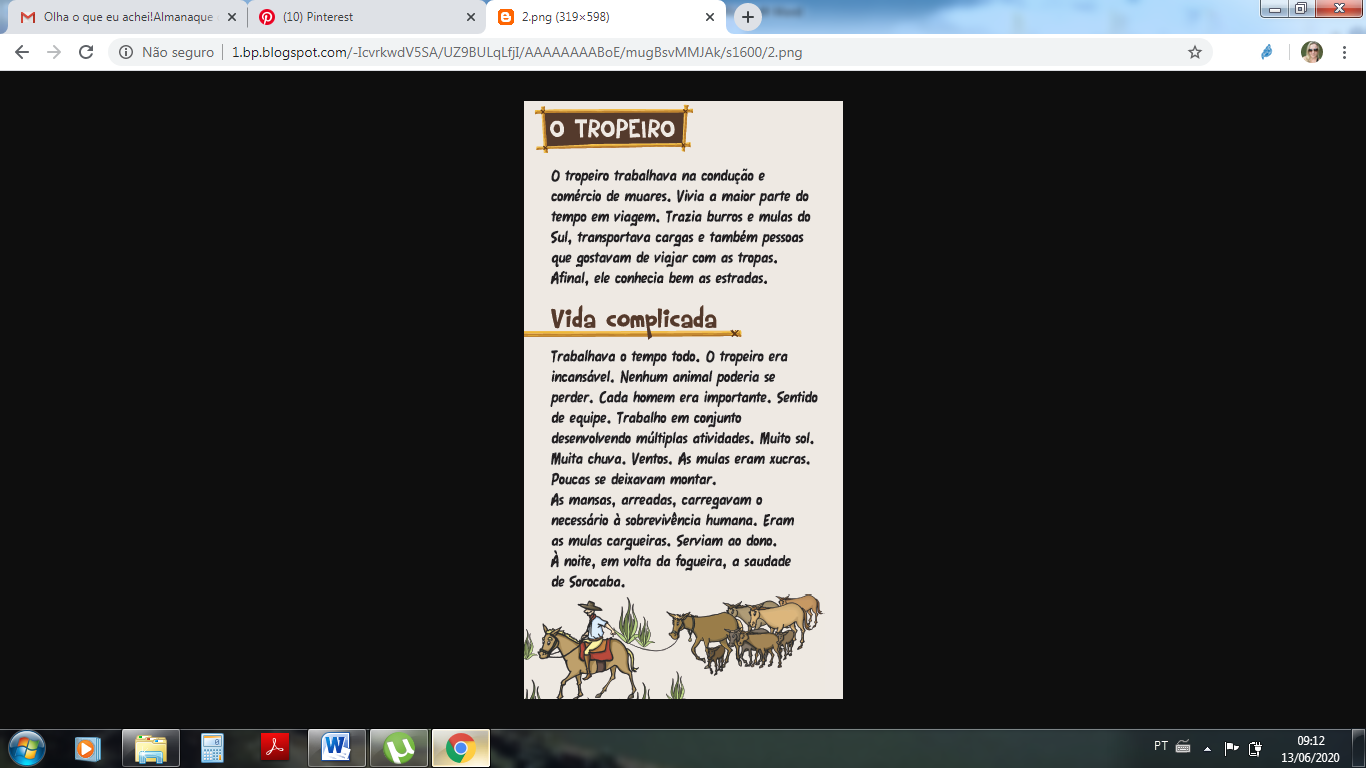 Olha o que eu achei!Almanaque
(10) Pinterest
2.png (319×598)
Não seguro
1.bp.blogspot.com/-IcvrkwdV5SA/UZ9BULqLfjI/AAAAAAAABoE/mugBsvMMJAk/s1600/2.png
O TROPEIRO
O tropeiro trabalhava na condução e
comércio de muares. Vivia a maior parte do
tempo em viagem. Trazia burros e mulas do
Sul, transportava cargas e também pessoas
que gostavam de viajar com as tropas.
Afinal, ele conhecia bem as estradas.
Vida complicada
Trabalhava o tempo todo. O tropeiro era
incansável. Nenhum animal poderia se
perder. Cada homem era importante. Sentido
de equipe. Trabalho em conjunto
desenvolvendo múltiplas atividades. Muito sol.
Muita chuva. Ventos. As mulas eram xucras.
Poucas se deixavam montar.
As mansas, arreadas, carregavam o
necessário à sobrevivência humana. Eram
as mulas cargueiras. Serviam ao dono.
À noite, em volta da fogueira, a saudade
de Sorocaba.
PT
09:12
13/06/2020